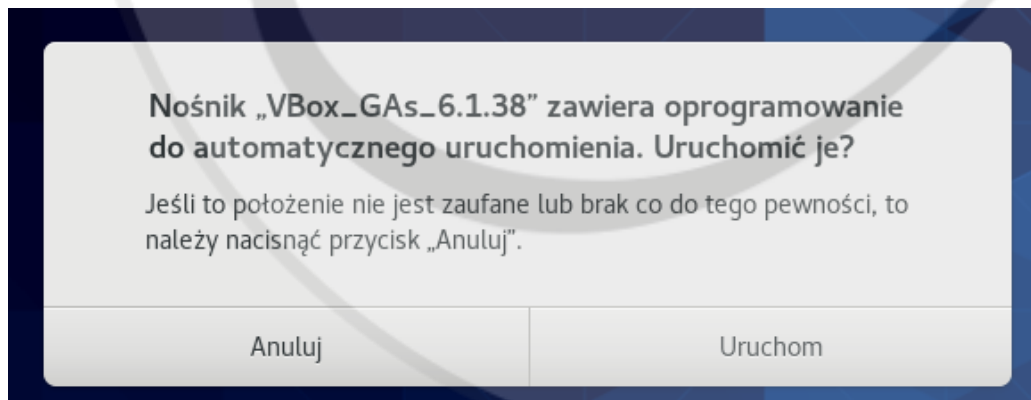 Nośnik „VBox_GAs_6.1.38” zawiera oprogramowanie
do automatycznego uruchomienia. Uruchomić je?
Jeśli to położenie nie jest zaufane lub brak co do tego pewności, to
należy nacisnąć przycisk „Anuluj”.
Anuluj
Uruchom